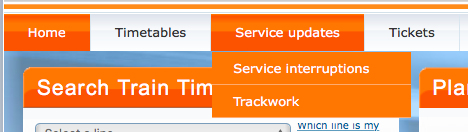 Home Timetables Service updates Tickets
Service interruptions
Trackwork
Search Train Tim
Pla
Select a line
which line is my